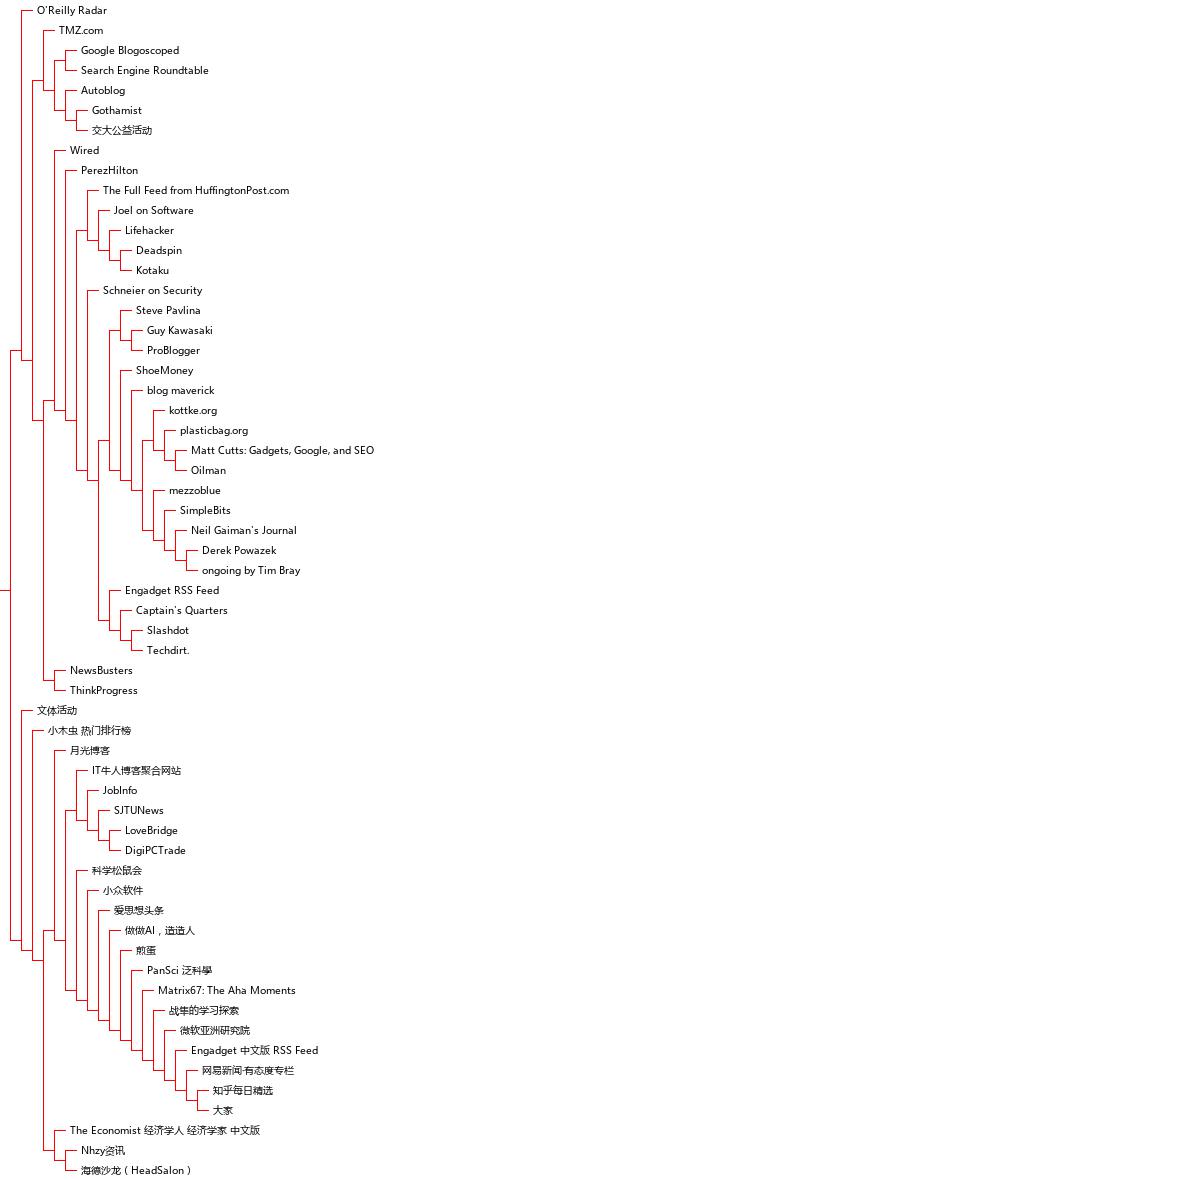 O'Reilly Radar
TMZ.com
Google Blogoscoped
Search Engine Roundtable
Autoblog
Gothamist
交大公益活动
Wired
PerezHilton
The Full Feed from HuffingtonPost.com
Joel on Software
Lifehacker
Deadspin
Kotaku
Schneier on Security
Steve Pavlina
Guy Kawasaki
ProBlogger
ShoeMoney
blog maverick
kottke.org
plasticbag.org
Matt Cutts: Gadgets, Google, and SEO
Oilman
mezzoblue
SimpleBits
Neil Gaiman's Journal
Derek Powazek
ongoing by Tim Bray
Engadget RSS Feed
Captain's Quarters
Slashdot
Techdirt.
NewsBusters
ThinkProgress
文体活动
小木虫 热门排行榜
月光博客
IT牛人博客聚合网站
JobInfo
SJTUNews
LoveBridge
DigiPCTrade
科学松鼠会
小众软件
爱思想头条
做做AI，造造人
煎蛋
PanSci 泛科學
Matrix67: The Aha Moments
战隼的学习探索
微软亚洲研究院
Engadget 中文版 RSS Feed
网易新闻·有态度专栏
知乎每日精选
大家
The Economist 经济学人 经济学家 中文版
Nhzy资讯
海德沙龙（HeadSalon）